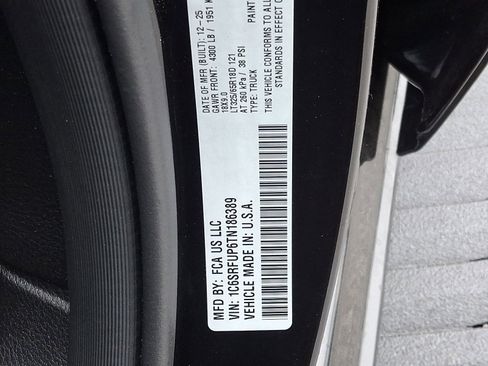 MFD BY: FCA US LLC
VIN: 1C6SRFUP6TN186389
VEHICLE MADE IN: U.S.A.
DATE OF MFR (BUILT): 12-25
GAWR FRONT: 4300 LB / 1951 K
18X9.0
LT325/65R18D 121
AT 260 kPa / 38 PSI
TYPE: TRUCK
PAINT
THIS VEHICLE CONFORMS TO ALL
STANDARDS IN EFFECT O